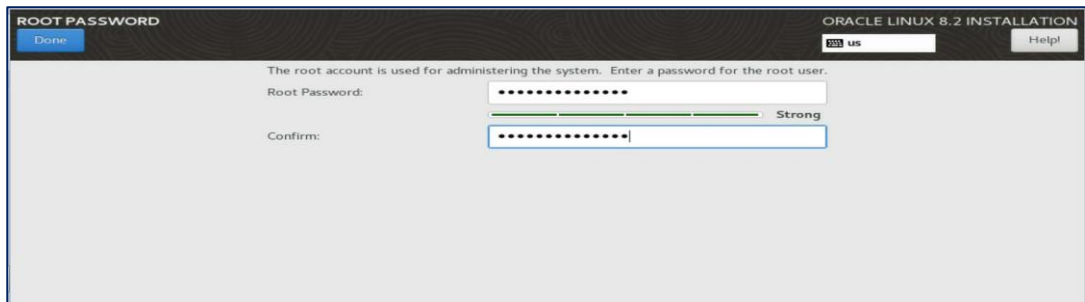 ROOT PASSWORD
ORACLE LINUX 8.2 INSTALLATION
Done
us
Help!
The root account is used for administering the system. Enter a password for the root user.
Root Password:
••••••••••••••
Strong
Confirm:
••••••••••••••